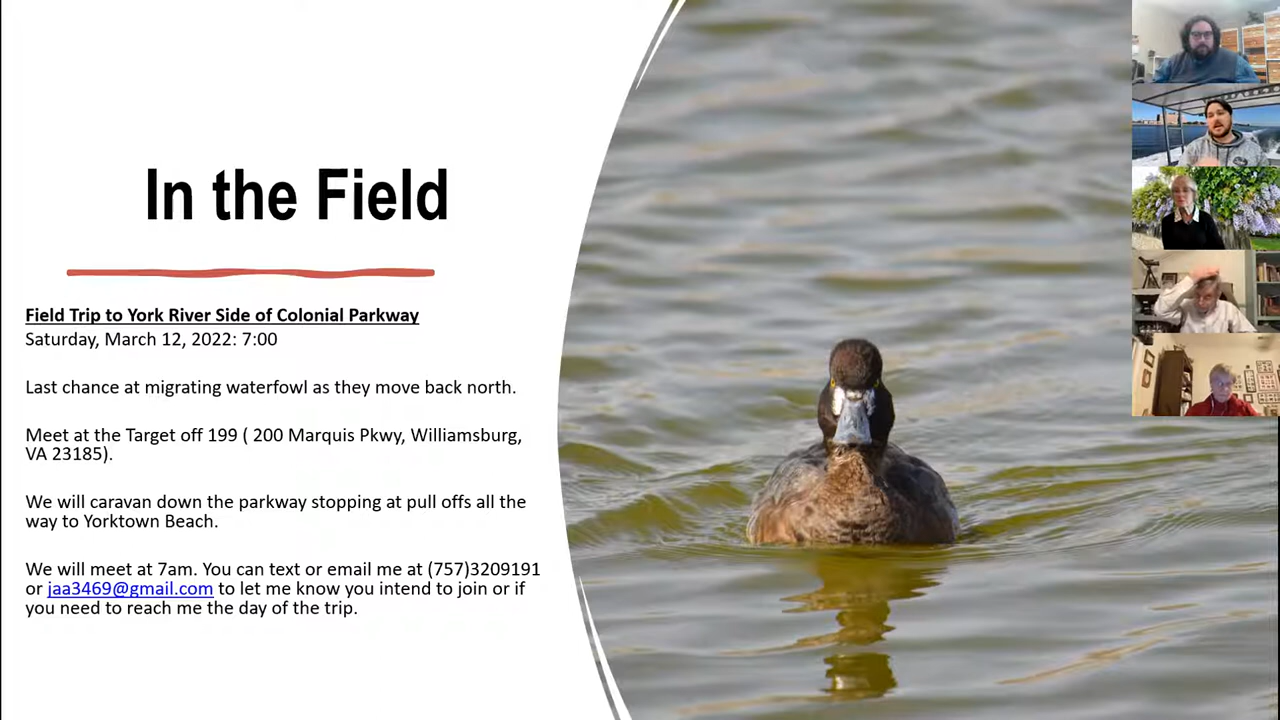 In the Field
Field Trip to York River Side of Colonial Parkway
Saturday, March 12, 2022: 7:00
Last chance at migrating waterfowl as they move back north.
Meet at the Target off 199 ( 200 Marquis Pkwy, Williamsburg,
VA 23185).
We will caravan down the parkway stopping at pull offs all the
way to Yorktown Beach.
We will meet at 7am. You can text or email me at (757)3209191
or jaa3469@gmail.com to let me know you intend to join or if
you need to reach me the day of the trip.